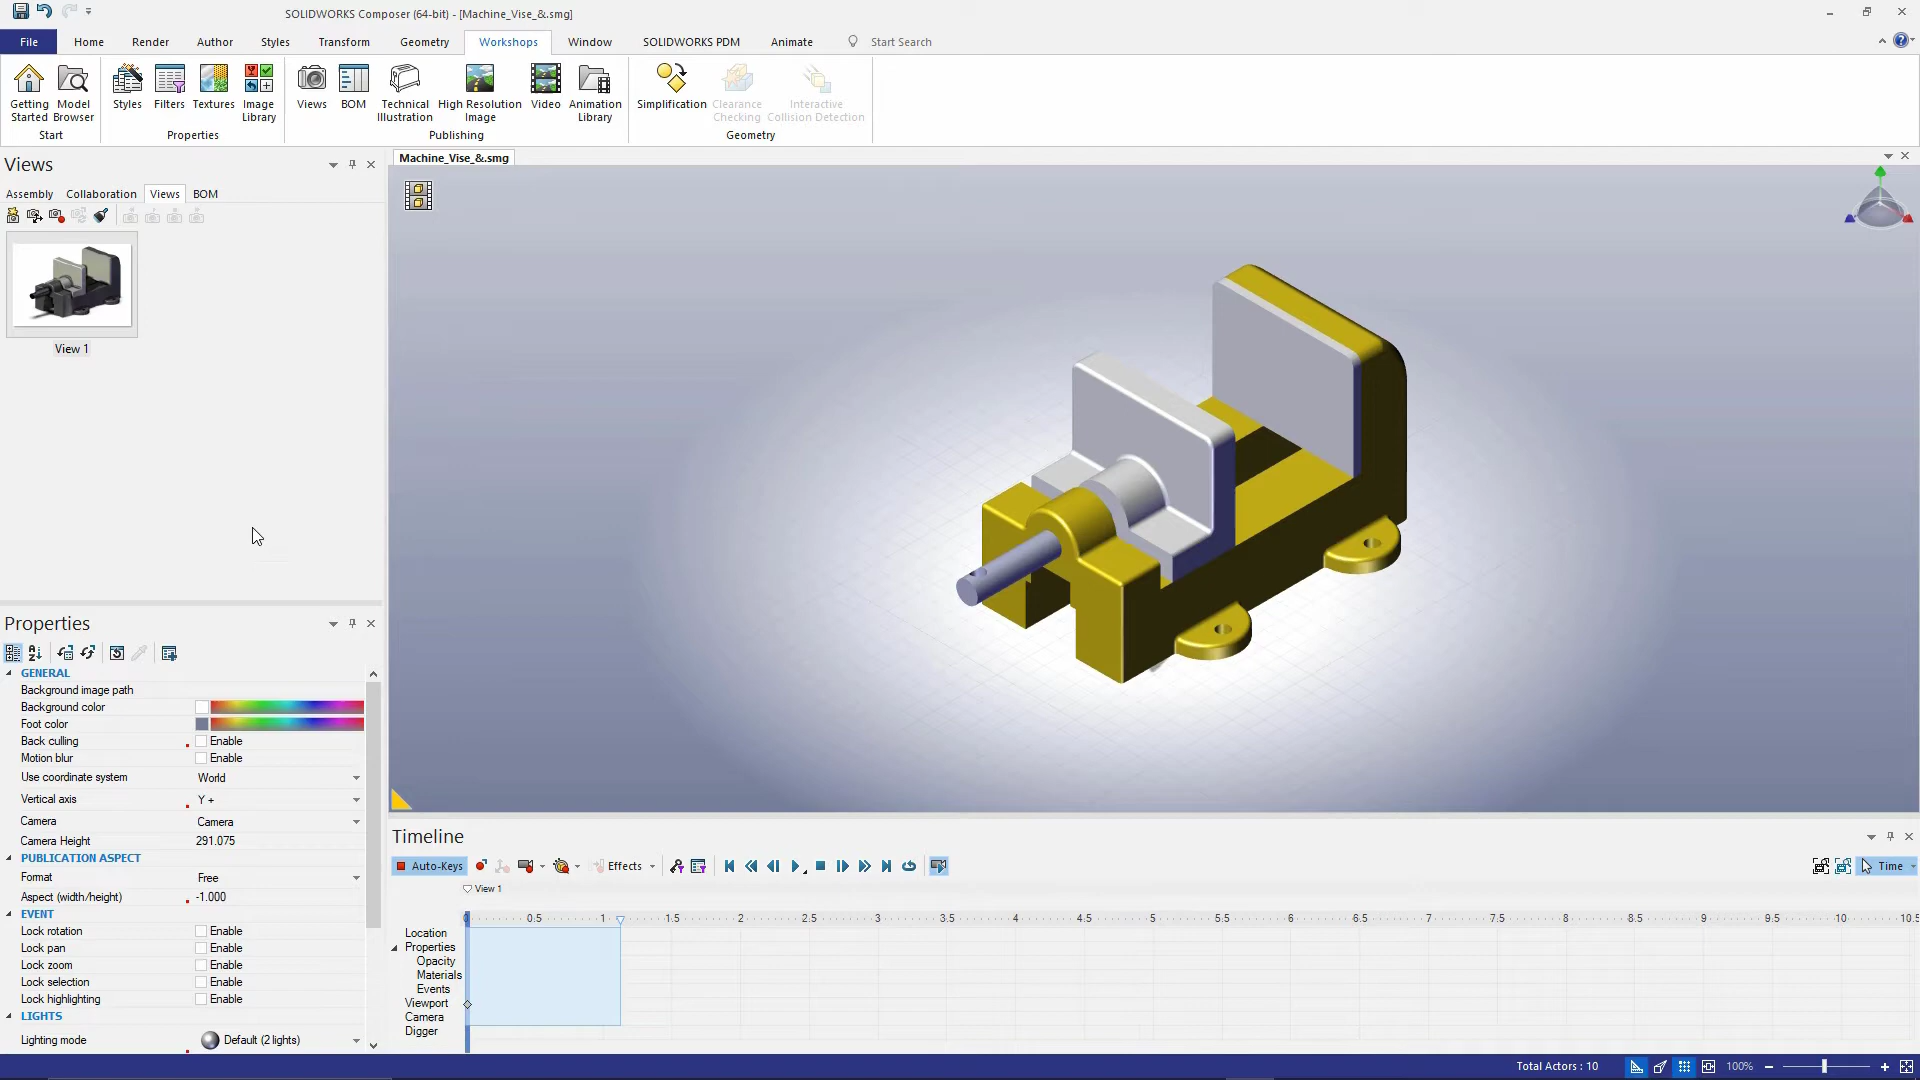 SOLIDWORKS Composer (64-bit) - [Machine_Vise_&.smg]
File Home Render Author Styles Transform Geometry Workshops Window SOLIDWORKS PDM Animate Start Search
Getting Started Model Browser Styles Filters Textures Image Library Views BOM Technical Illustration High Resolution Image Video Animation Library Simplification Clearance Checking Interactive Collision Detection
Start Properties Publishing Geometry
Views
Machine_Vise_&.smg
Assembly Collaboration Views BOM
View 1
Properties
GENERAL
Background image path
Background color
Foot color
Back culling Enable
Motion blur Enable
Use coordinate system World
Vertical axis Y +
Camera Camera
Camera Height 291.075
PUBLICATION ASPECT
Format Free
Aspect (width/height) -1.000
EVENT
Lock rotation Enable
Lock pan Enable
Lock zoom Enable
Lock selection Enable
Lock highlighting Enable
LIGHTS
Lighting mode Default (2 lights)
Timeline
Auto-Keys Effects Time
View 1
0 0.5 1 1.5 2 2.5 3 3.5 4 4.5 5 5.5 6 6.5 7 7.5 8 8.5 9 9.5 10 10.5
Location
Properties
Opacity
Materials
Events
Viewport
Camera
Digger
Total Actors : 10 100%